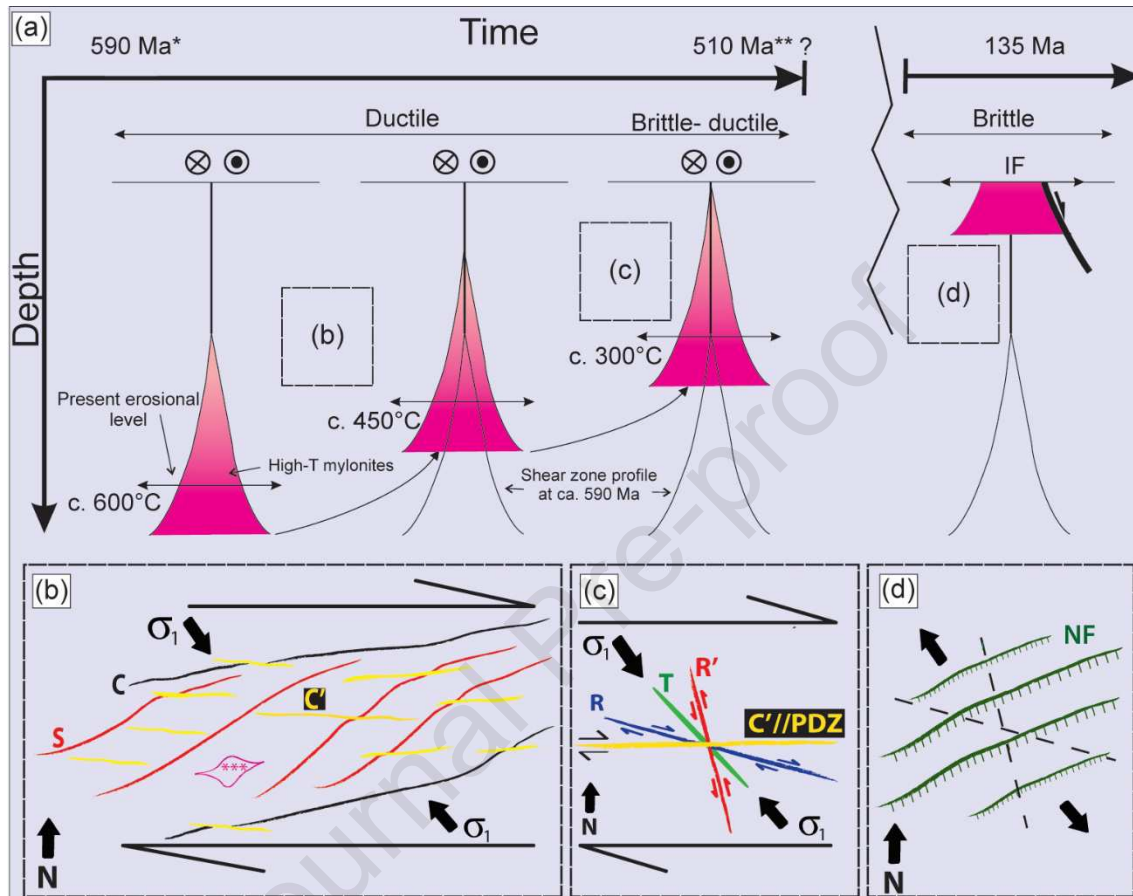 (a)
Time
590 Ma*
510 Ma** ?
135 Ma
Ductile
Brittle- ductile
Brittle
IF
Depth
(b)
(c)
(d)
Present erosional
level
High-T mylonites
c. 600°C
c. 450°C
c. 300°C
Shear zone profile
at ca. 590 Ma
(b)
σ1
C
S
C'
***
σ1
N
(c)
σ1
R'
T
R
C'//PDZ
N
σ1
(d)
NF
N
Journal Pre-proof